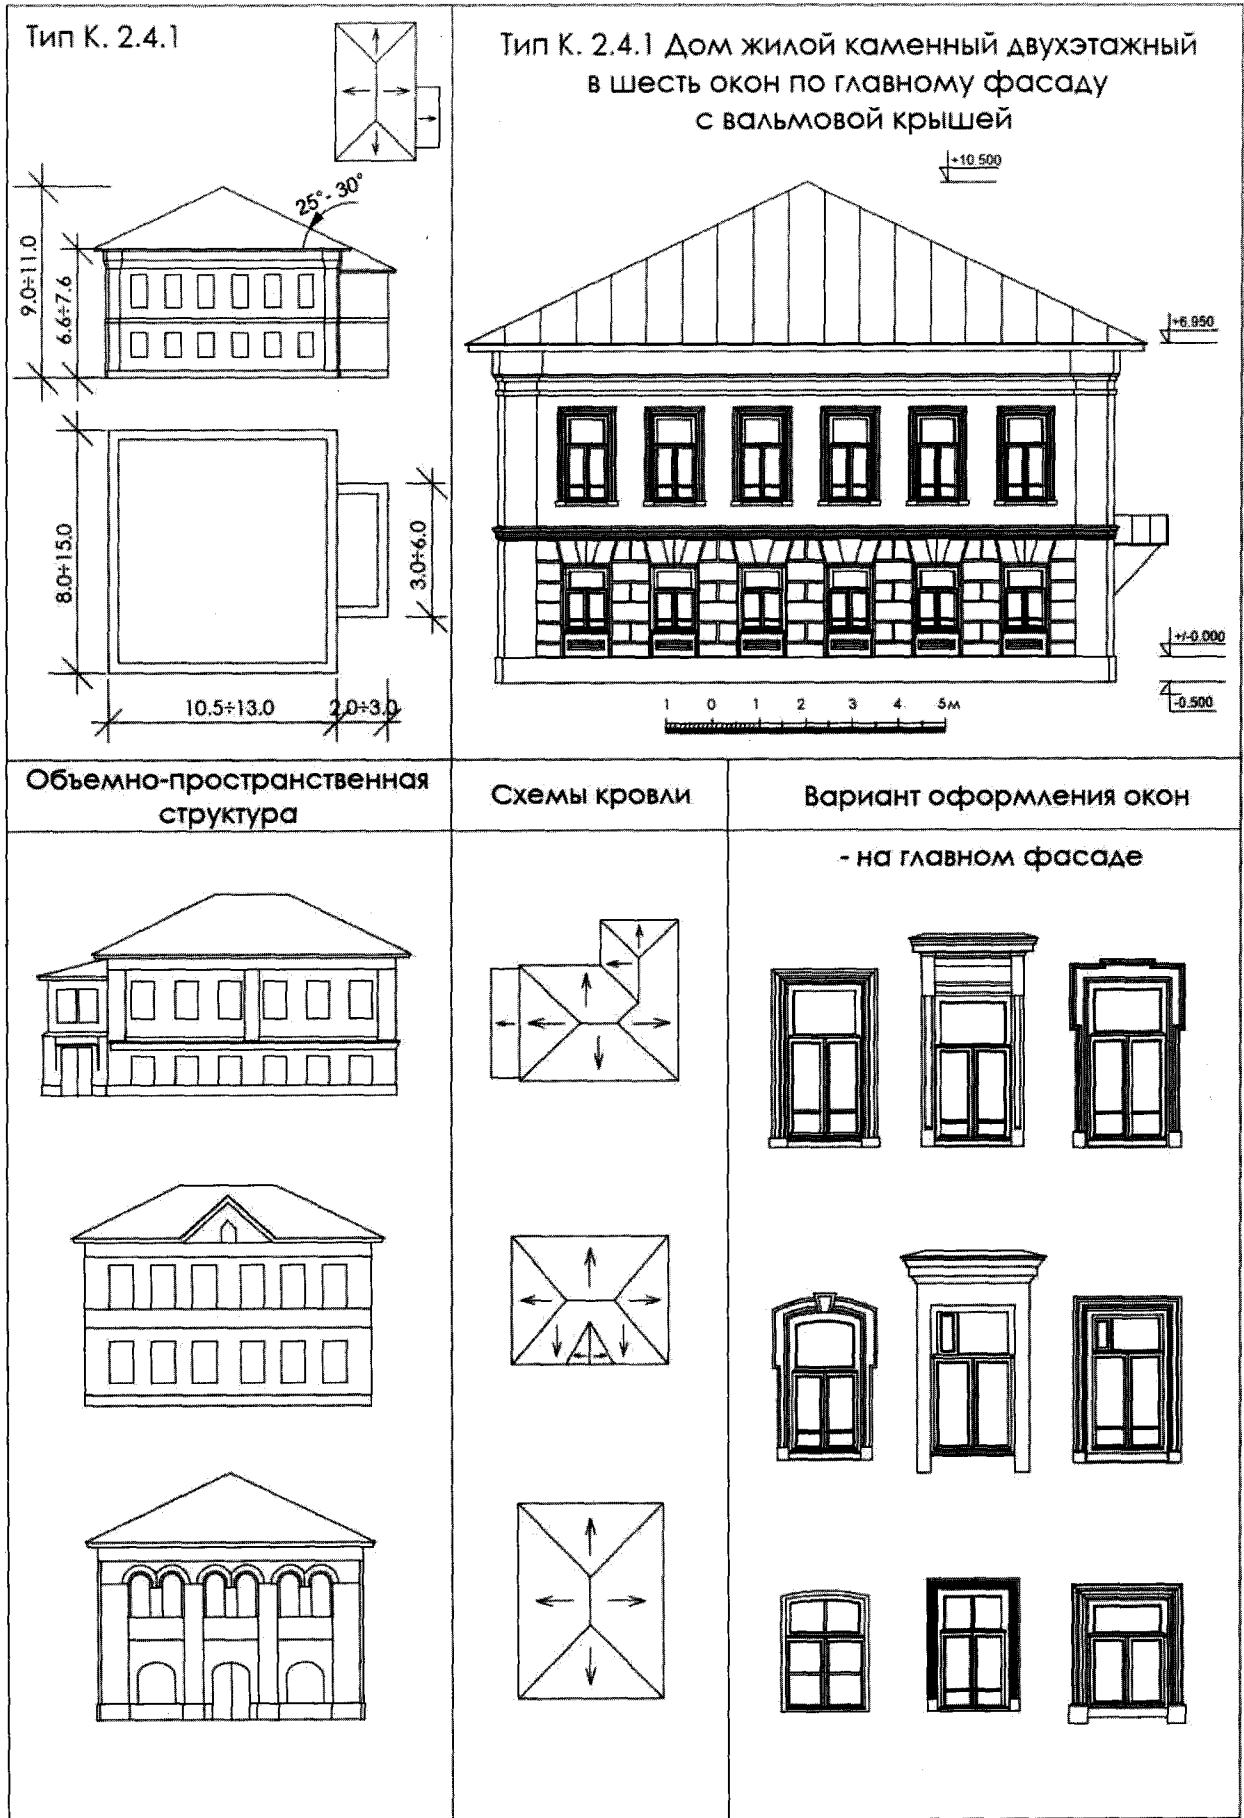 Тип К. 2.4.1
25°- 30°
9.0÷11.0
6.6÷7.6
8.0÷15.0
3.0÷6.0
10.5÷13.0
2.0÷3.0
Тип К. 2.4.1 Дом жилой каменный двухэтажный
в шесть окон по главному фасаду
с вальмовой крышей
+10.500
+6.950
+/-0.000
-0.500
1 0 1 2 3 4 5м
Объемно-пространственная
структура
Схемы кровли
Вариант оформления окон
- на главном фасаде